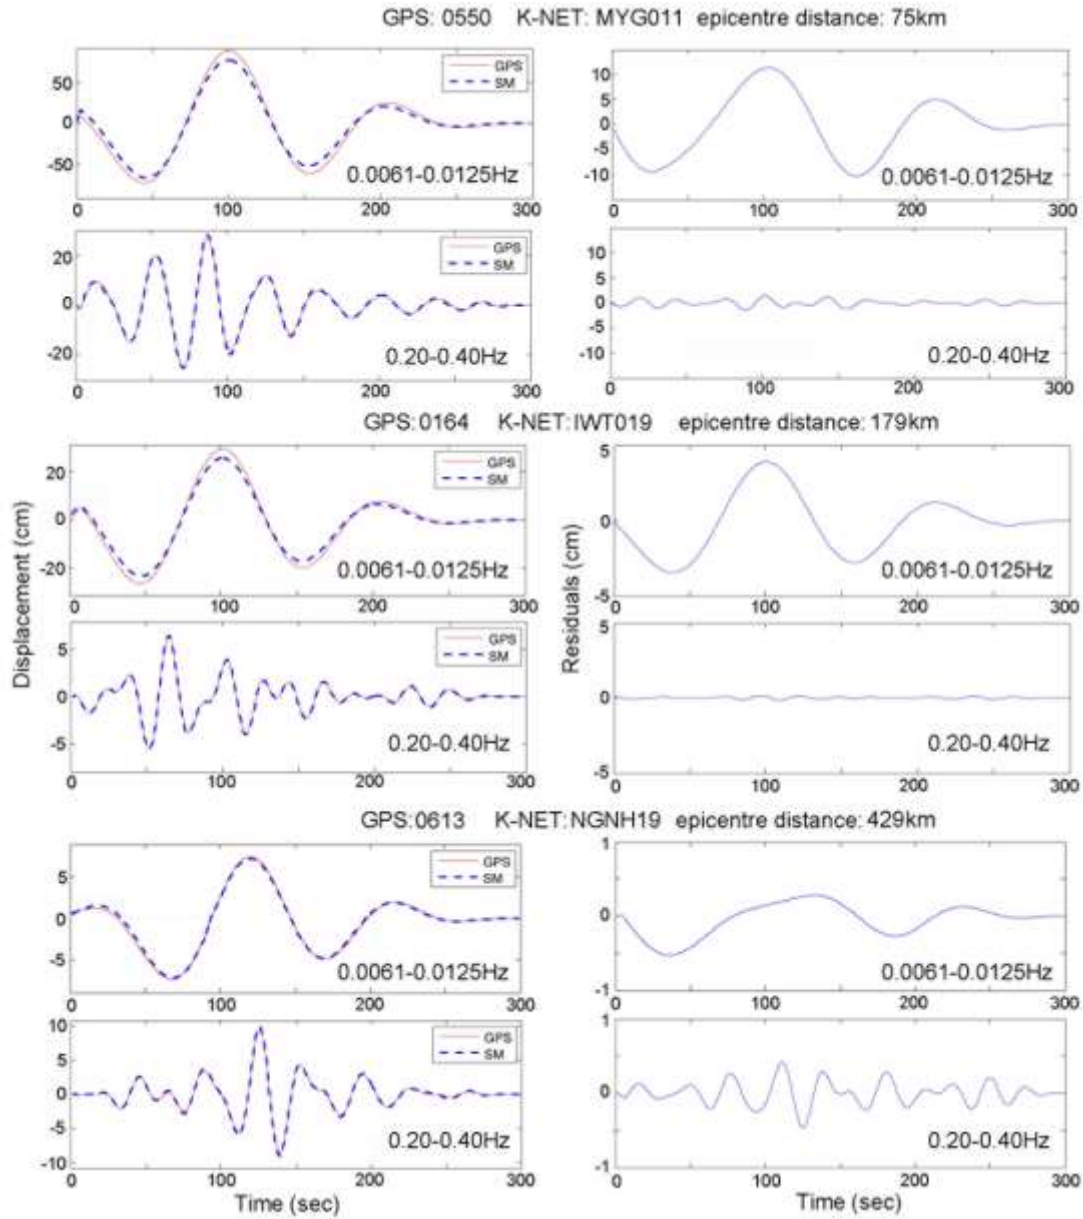 GPS: 0550 K-NET: MYG011 epicentre distance: 75km
50
0
-50
GPS
SM
0.0061-0.0125Hz
0 100 200 300
10
5
0
-5
-10
0.0061-0.0125Hz
0 100 200 300
20
0
-20
GPS
SM
0.20-0.40Hz
0 100 200 300
10
5
0
-5
-10
0.20-0.40Hz
0 100 200 300
GPS:0164 K-NET:IWT019 epicentre distance: 179km
Displacement (cm)
20
0
-20
GPS
SM
0.0061-0.0125Hz
0 100 200 300
Residuals (cm)
5
0
-5
0.0061-0.0125Hz
0 100 200 300
5
0
-5
GPS
SM
0.20-0.40Hz
0 100 200 300
5
0
-5
0.20-0.40Hz
0 100 200 300
GPS:0613 K-NET:NGNH19 epicentre distance: 429km
5
0
-5
GPS
SM
0.0061-0.0125Hz
0 100 200 300
1
0
-1
0.0061-0.0125Hz
0 100 200 300
10
5
0
-5
-10
GPS
SM
0.20-0.40Hz
0 100 200 300
Time (sec)
1
0
-1
0.20-0.40Hz
0 100 200 300
Time (sec)